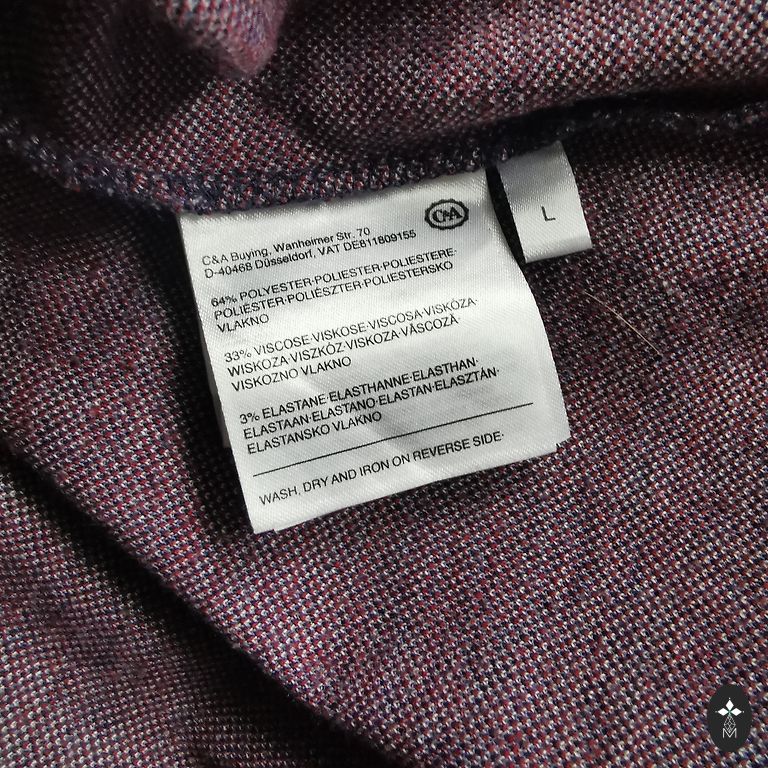 C&A
C&A Buying, Wanheimer Str. 70
D-40468 Düsseldorf, VAT DE811809155
64% POLYESTER·POLIESTER·POLIESTERE·
POLIÉSTER·POLIÉSZTER·POLIESTERSKO
VLAKNO
33% VISCOSE·VISKOSE·VISCOSA·VISKÓZA·
WISKOZA·VISZKÓZ·VISKOZA·VÂSCOZĂ·
VISKOZNO VLAKNO
3% ELASTANE·ELASTHANNE·ELASTHAN·
ELASTAAN·ELASTANO·ELASTAN·ELASZTÁN·
ELASTANSKO VLAKNO
WASH, DRY AND IRON ON REVERSE SIDE·
L
M